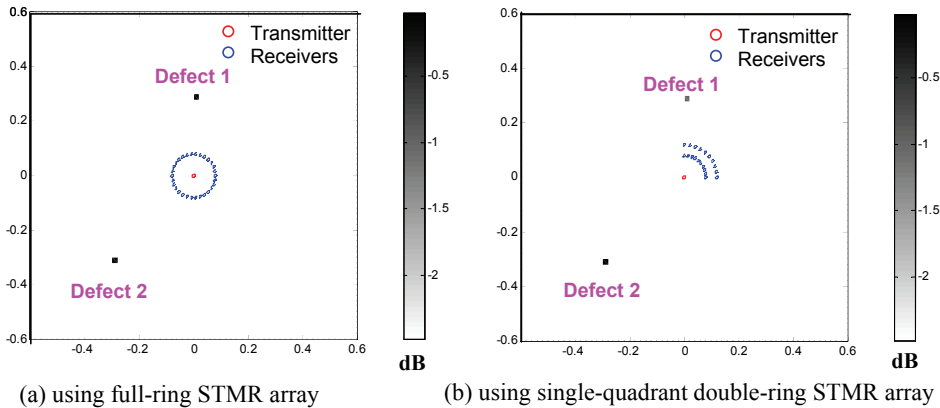 0.6
0.4
0.2
0
-0.2
-0.4
-0.6
-0.4
-0.2
0
0.2
0.4
0.6
Transmitter
Receivers
Defect 1
Defect 2
-0.5
-1
-1.5
-2
dB
(a) using full-ring STMR array
0.6
0.4
0.2
0
-0.2
-0.4
-0.6
-0.4
-0.2
0
0.2
0.4
0.6
Transmitter
Receivers
Defect 1
Defect 2
-0.5
-1
-1.5
-2
dB
(b) using single-quadrant double-ring STMR array